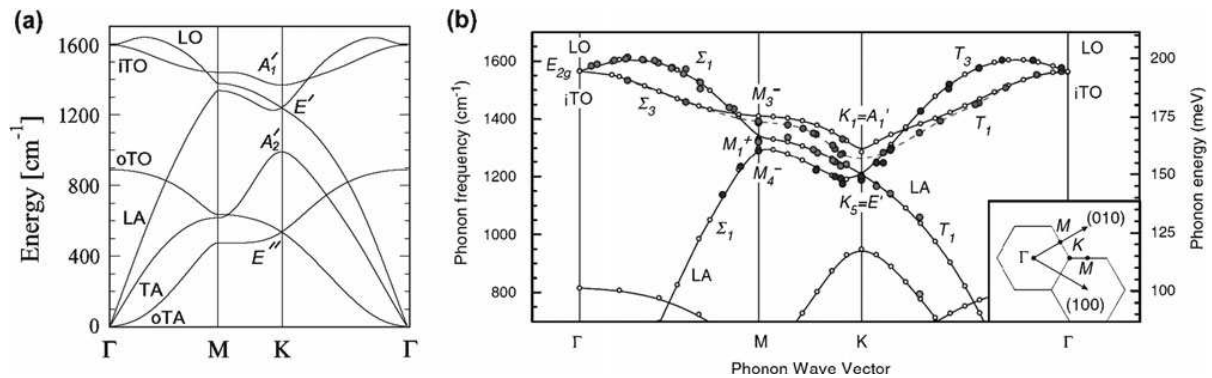 (a)
Energy [cm⁻¹]
1600
1200
800
400
0
LO
iTO
A₁′
E′
A₂′
oTO
LA
E″
TA
oTA
Γ
M
K
Γ
(b)
Phonon frequency (cm⁻¹)
1600
1400
1200
1000
800
LO
E₂g
iTO
Σ₁
Σ₃
M₃⁻
M₁⁺
M₄⁻
Σ₁
LA
K₁=A₁′
K₅=E′
T₃
T₁
LA
T₁
LO
iTO
200
175
150
125
100
Phonon energy (meV)
M
(010)
Γ
K
M
(100)
Γ
M
K
Γ
Phonon Wave Vector